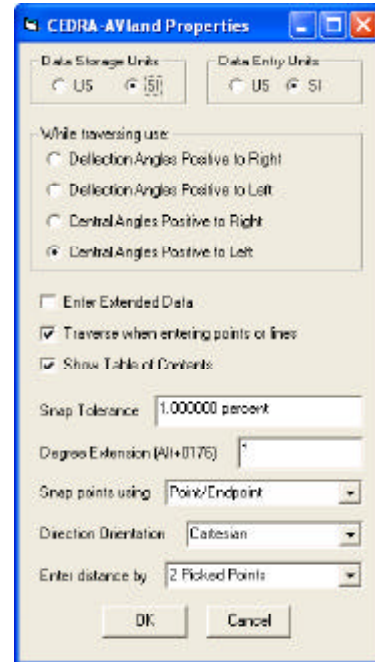 CEDRA-AVland Properties
Data Storage Units
Data Entry Units
US
SI
US
SI
While traversing use:
Deflection Angles Positive to Right
Deflection Angles Positive to Left
Central Angles Positive to Right
Central Angles Positive to Left
Enter Extended Data
Traverse when entering points or lines
Show Table of Contents
Snap Tolerance 1.000000 percent
Degree Extension (Alt+0176) °
Snap points using Point/Endpoint
Direction Orientation Cartesian
Enter distance by 2 Picked Points
OK
Cancel